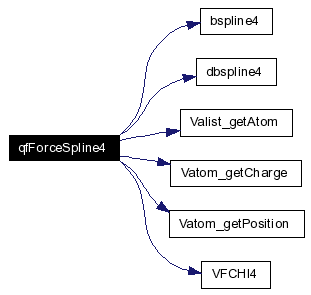 bspline4
dbspline4
Valist_getAtom
qfForceSpline4
Vatom_getCharge
Vatom_getPosition
VFCHI4